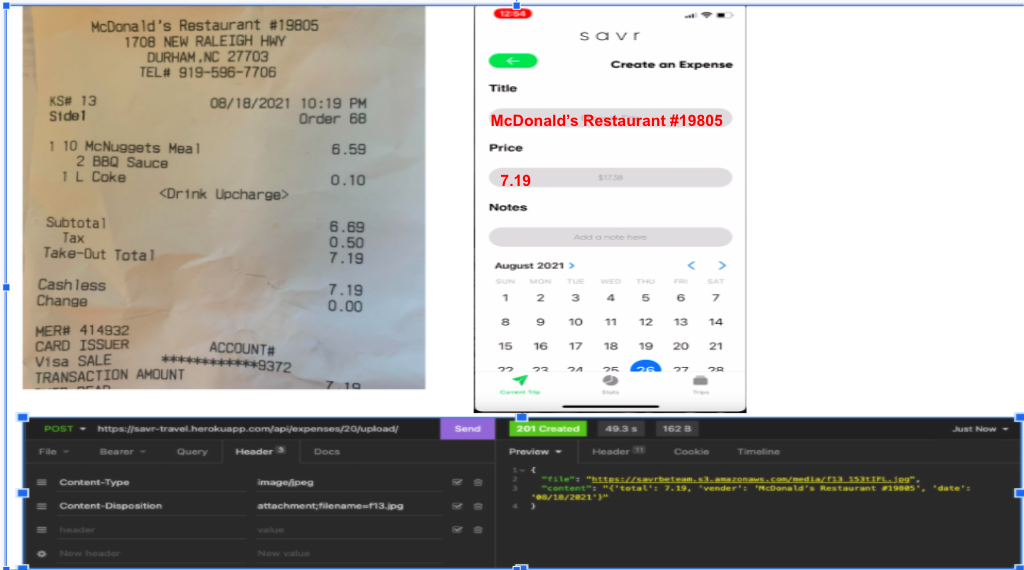 McDonald's Restaurant #19805
1708 NEW RALEIGH HWY
DURHAM,NC 27703
TEL# 919-596-7706
KS# 13 08/18/2021 10:19 PM
Side1 Order 68
1 10 McNuggets Meal 6.59
2 BBQ Sauce
1 L Coke 0.10
<Drink Upcharge>
Subtotal 6.69
Tax 0.50
Take-Out Total 7.19
Cashless 7.19
Change 0.00
MER# 414932
CARD ISSUER ACCOUNT#
Visa SALE ************9372
TRANSACTION AMOUNT 7.19
12:54
savr
Create an Expense
Title
McDonald's Restaurant #19805
Price
7.19 $17.38
Notes
Add a note here
August 2021 >
< >
SUN MON TUE WED THU FRI SAT
1 2 3 4 5 6 7
8 9 10 11 12 13 14
15 16 17 18 19 20 21
22 23 24 25 26 27 28
Current Trip Stats Trips
POST https://savr-travel.herokuapp.com/api/expenses/20/upload/ Send
File Bearer Query Header 3 Docs
Content-Type image/jpeg
Content-Disposition attachment;filename=f13.jpg
header value
New header New value
201 Created 49.3 s 162 B Just Now
Preview Header 11 Cookie Timeline
1 {
2 "file": "https://savrbeteam.s3.amazonaws.com/media/f13_153tIFL.jpg",
3 "content": "{'total': 7.19, 'vender': 'McDonald's Restaurant #19805', 'date':
'08/18/2021'}"
4 }